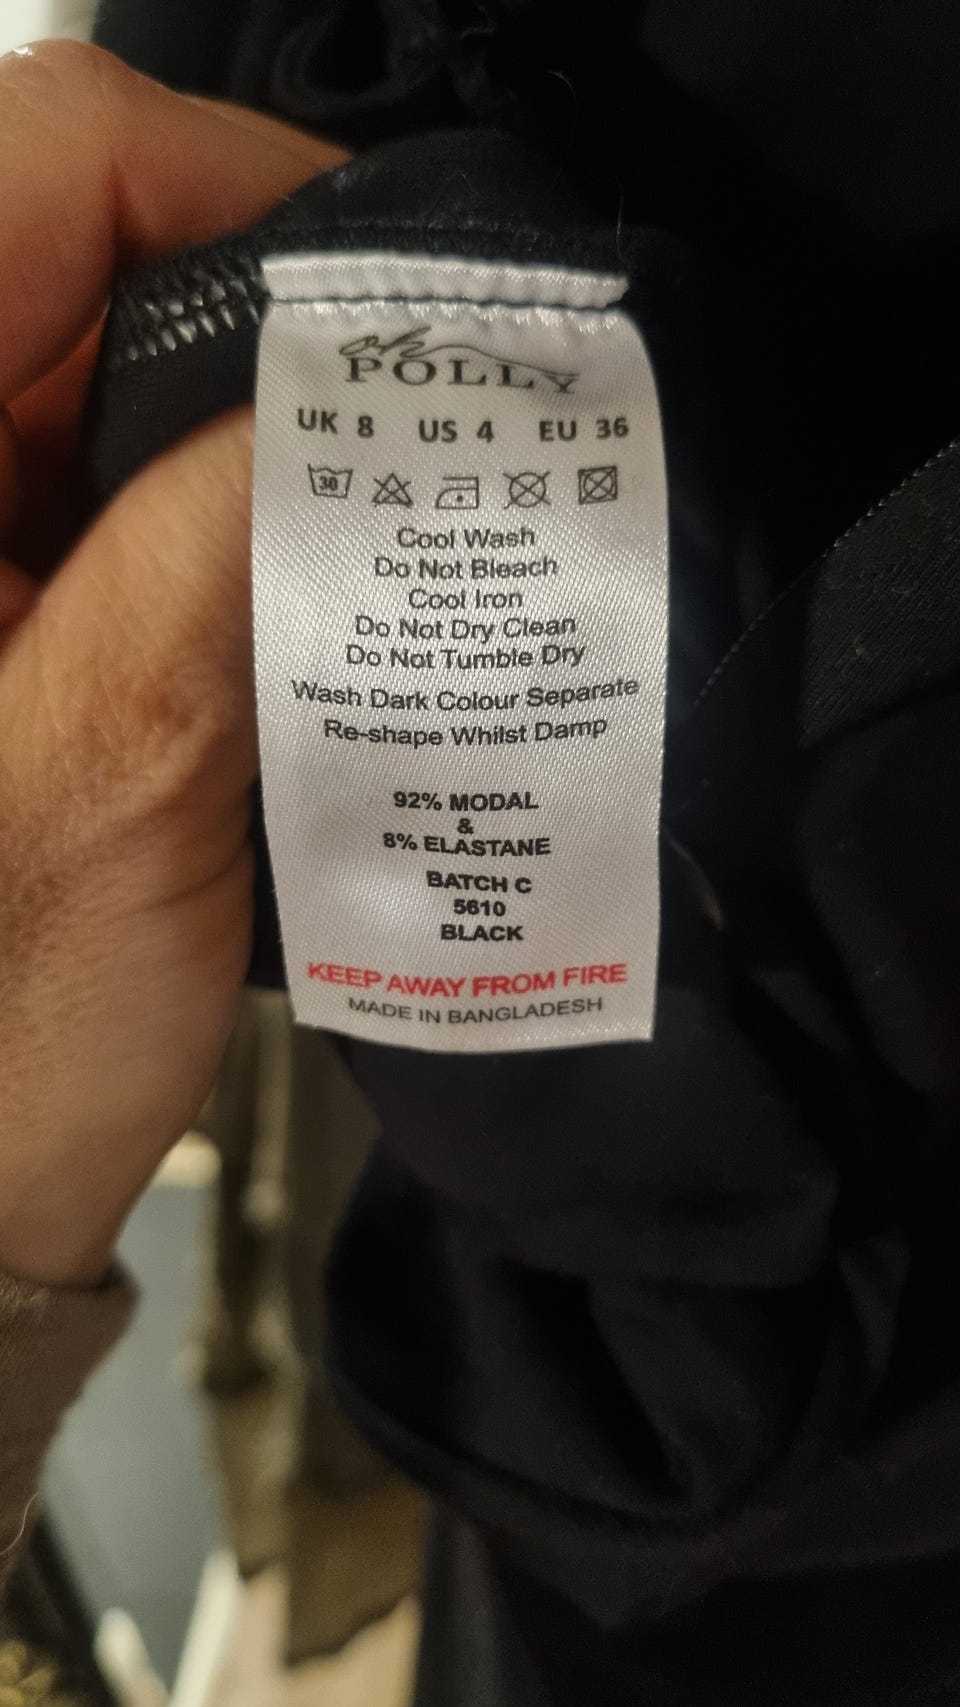 oh
POLLY
UK 8 US 4 EU 36
30
Cool Wash
Do Not Bleach
Cool Iron
Do Not Dry Clean
Do Not Tumble Dry
Wash Dark Colour Separate
Re-shape Whilst Damp
92% MODAL
&
8% ELASTANE
BATCH C
5610
BLACK
KEEP AWAY FROM FIRE
MADE IN BANGLADESH